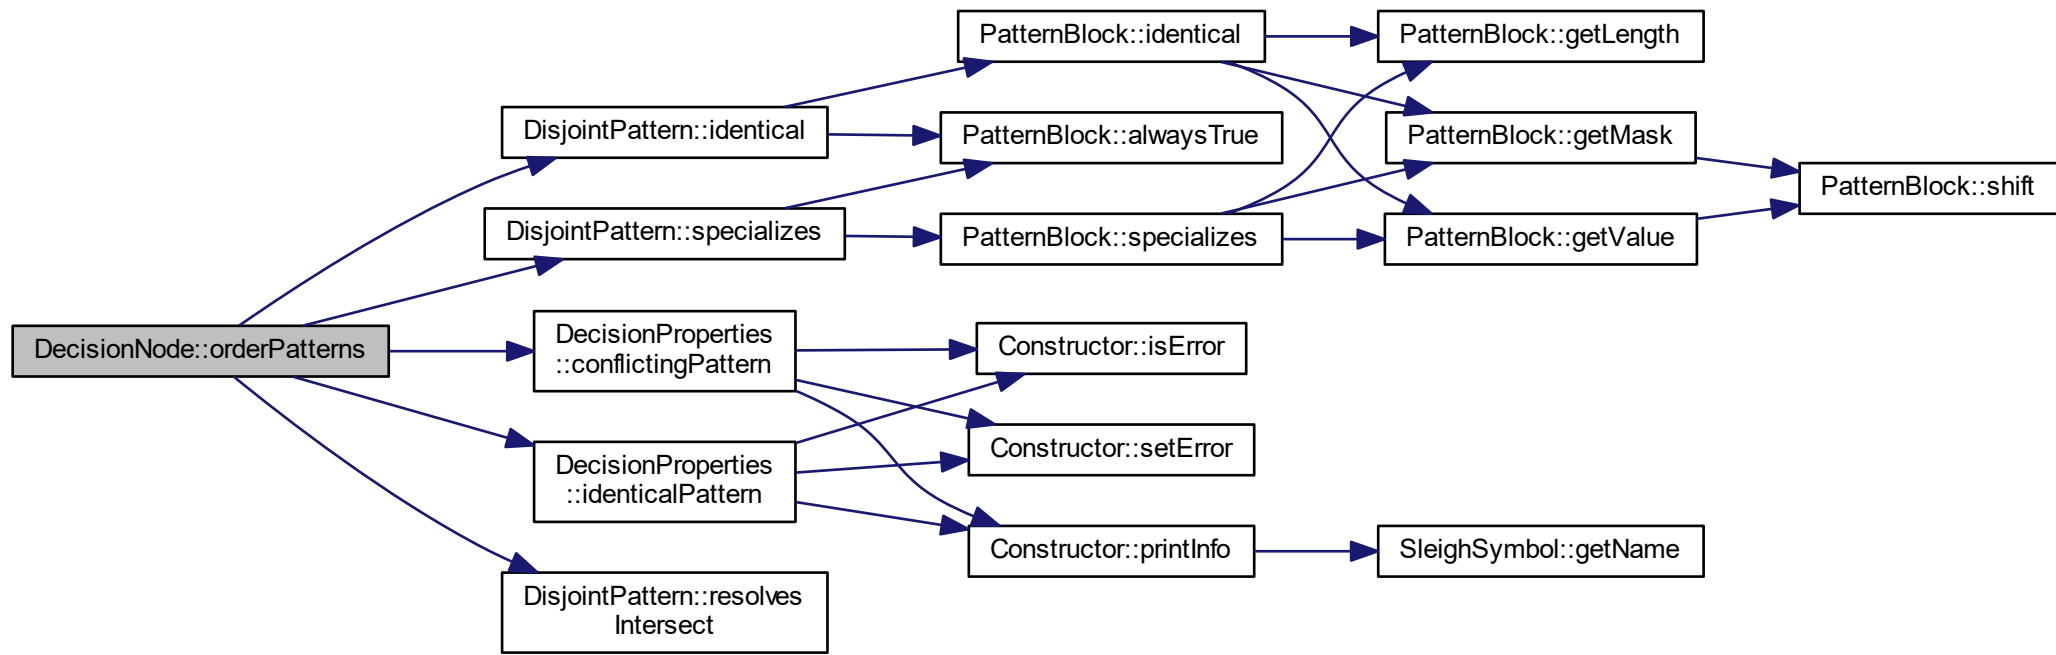 PatternBlock::identical
PatternBlock::getLength
DisjointPattern::identical
PatternBlock::alwaysTrue
PatternBlock::getMask
PatternBlock::shift
DisjointPattern::specializes
PatternBlock::specializes
PatternBlock::getValue
DecisionNode::orderPatterns
DecisionProperties
::conflictingPattern
Constructor::isError
DecisionProperties
::identicalPattern
Constructor::setError
Constructor::printInfo
SleighSymbol::getName
DisjointPattern::resolves
Intersect